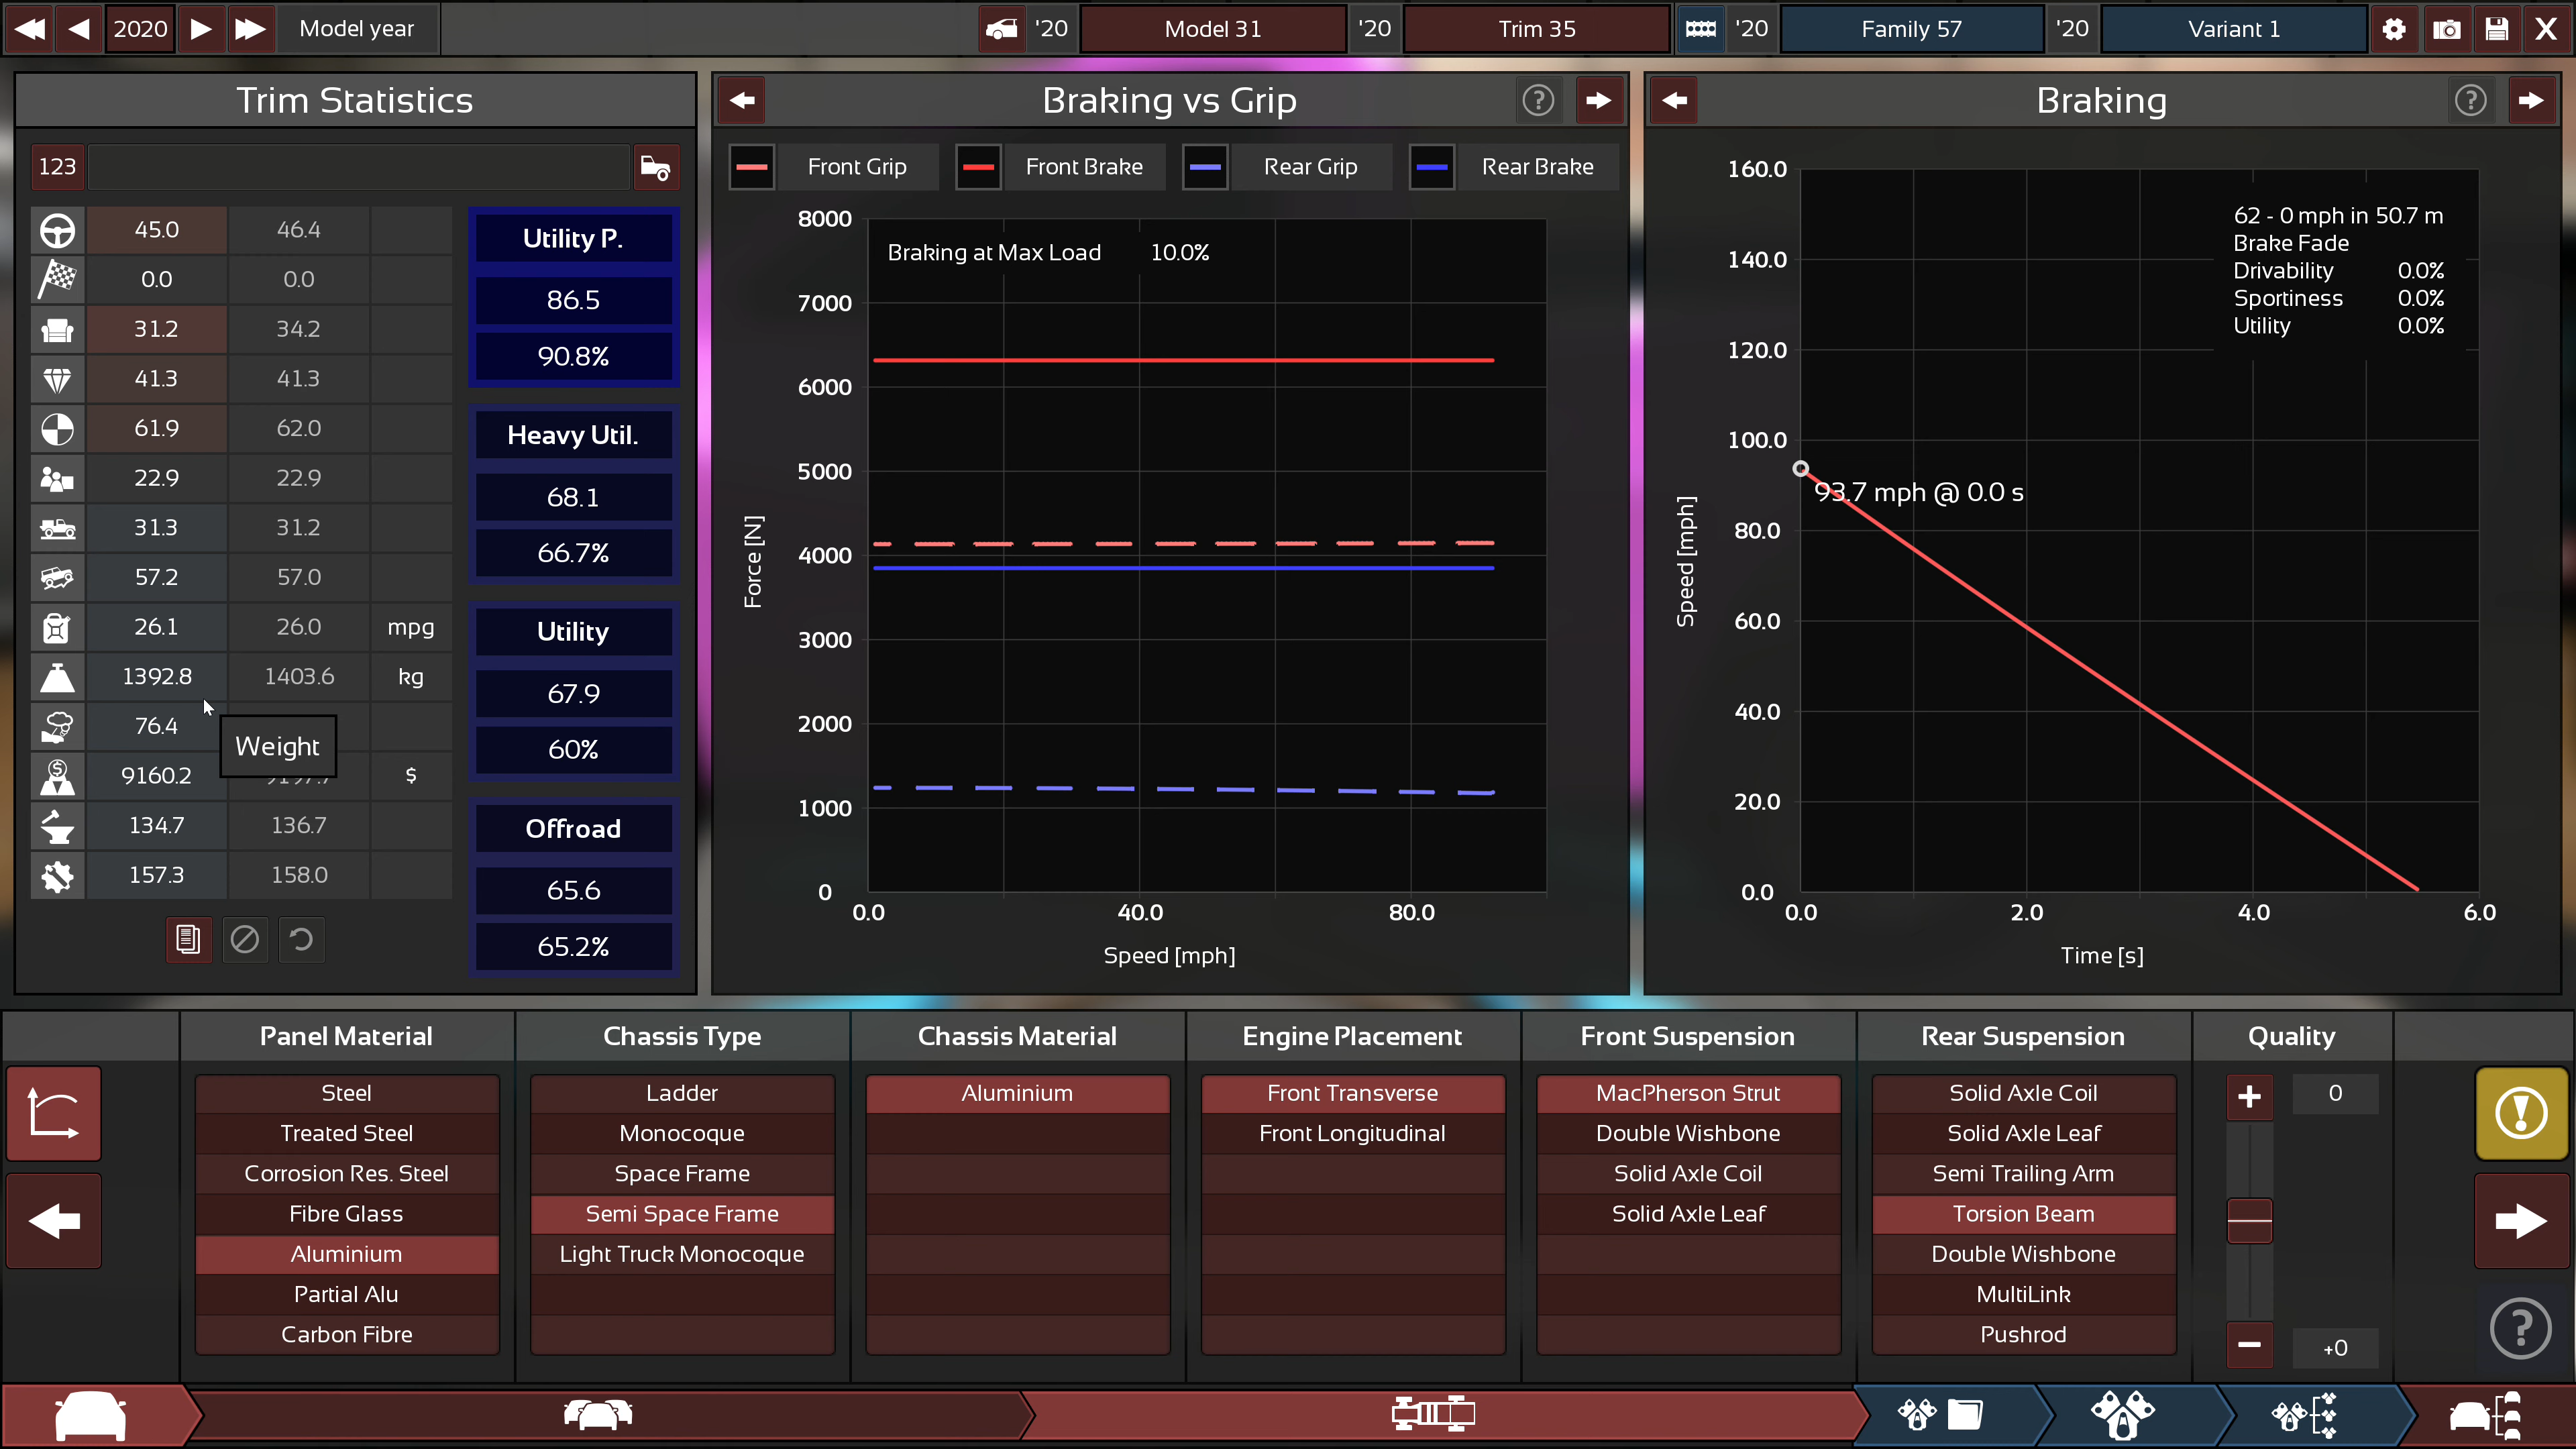 2020 Model year '20 Model 31 '20 Trim 35 '20 Family 57 '20 Variant 1
Trim Statistics
123
45.0 46.4
0.0 0.0
31.2 34.2
41.3 41.3
61.9 62.0
22.9 22.9
31.3 31.2
57.2 57.0
26.1 26.0 mpg
1392.8 1403.6 kg
76.4
Weight
9160.2 $
134.7 136.7
157.3 158.0
Utility P.
86.5
90.8%
Heavy Util.
68.1
66.7%
Utility
67.9
60%
Offroad
65.6
65.2%
Braking vs Grip
?
Front Grip Front Brake Rear Grip Rear Brake
Braking at Max Load 10.0%
8000
7000
6000
5000
4000
3000
2000
1000
0
Force [N]
0.0 40.0 80.0
Speed [mph]
Braking
?
160.0
140.0
120.0
100.0
80.0
60.0
40.0
20.0
0.0
Speed [mph]
62 - 0 mph in 50.7 m
Brake Fade
Drivability 0.0%
Sportiness 0.0%
Utility 0.0%
93.7 mph @ 0.0 s
0.0 2.0 4.0 6.0
Time [s]
Panel Material
Steel
Treated Steel
Corrosion Res. Steel
Fibre Glass
Aluminium
Partial Alu
Carbon Fibre
Chassis Type
Ladder
Monocoque
Space Frame
Semi Space Frame
Light Truck Monocoque
Chassis Material
Aluminium
Engine Placement
Front Transverse
Front Longitudinal
Front Suspension
MacPherson Strut
Double Wishbone
Solid Axle Coil
Solid Axle Leaf
Rear Suspension
Solid Axle Coil
Solid Axle Leaf
Semi Trailing Arm
Torsion Beam
Double Wishbone
MultiLink
Pushrod
Quality
0
+0
?